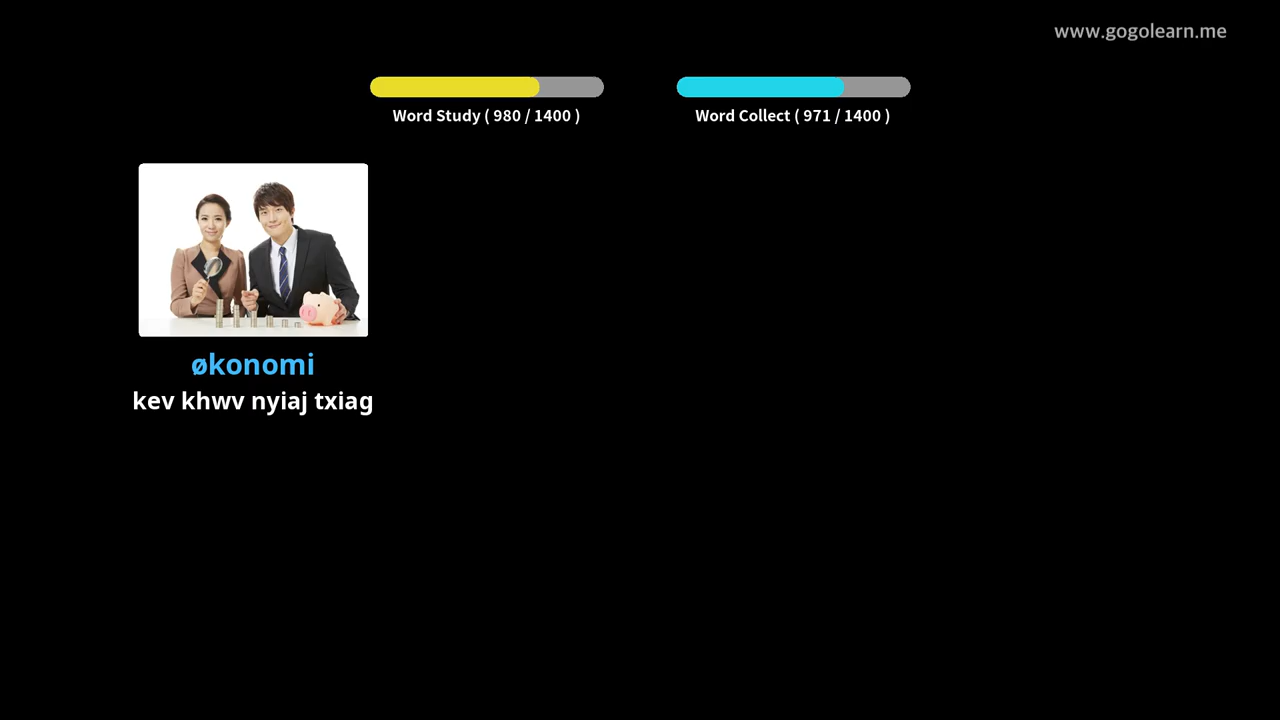 www.gogolearn.me
Word Study ( 980 / 1400 )
Word Collect ( 971 / 1400 )
økonomi
kev khwv nyiaj txiag